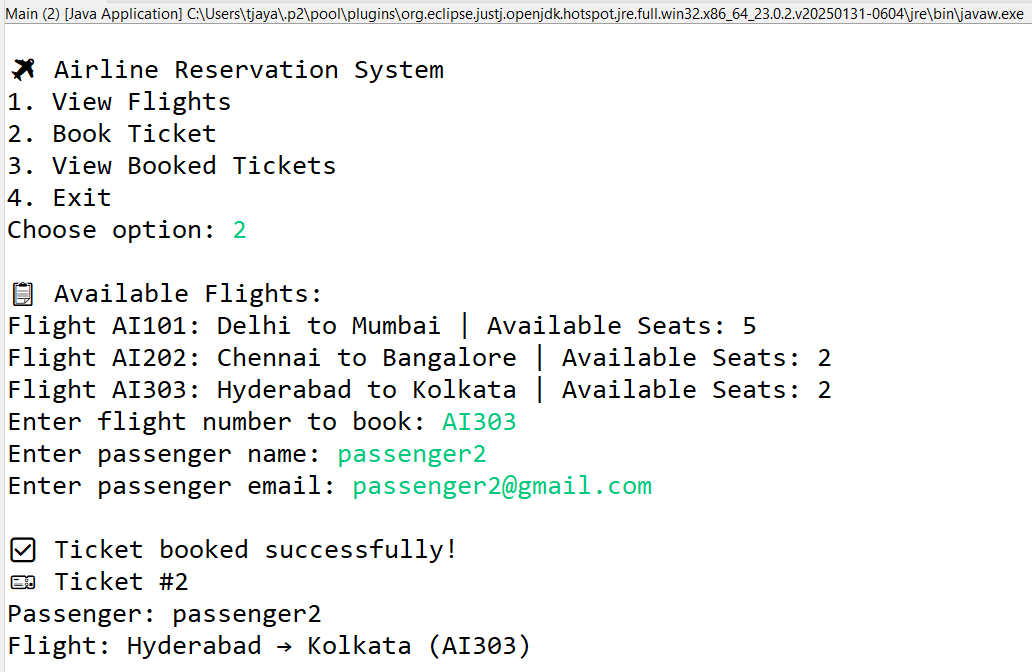 Main (2) [Java Application] C:\Users\tjaya\.p2\pool\plugins\org.eclipse.justj.openjdk.hotspot.jre.full.win32.x86_64_23.0.2.v20250131-0604\jre\bin\javaw.exe
✈ Airline Reservation System
1. View Flights
2. Book Ticket
3. View Booked Tickets
4. Exit
Choose option: 2
📋 Available Flights:
Flight AI101: Delhi to Mumbai | Available Seats: 5
Flight AI202: Chennai to Bangalore | Available Seats: 2
Flight AI303: Hyderabad to Kolkata | Available Seats: 2
Enter flight number to book: AI303
Enter passenger name: passenger2
Enter passenger email: passenger2@gmail.com
☑ Ticket booked successfully!
🎫 Ticket #2
Passenger: passenger2
Flight: Hyderabad → Kolkata (AI303)